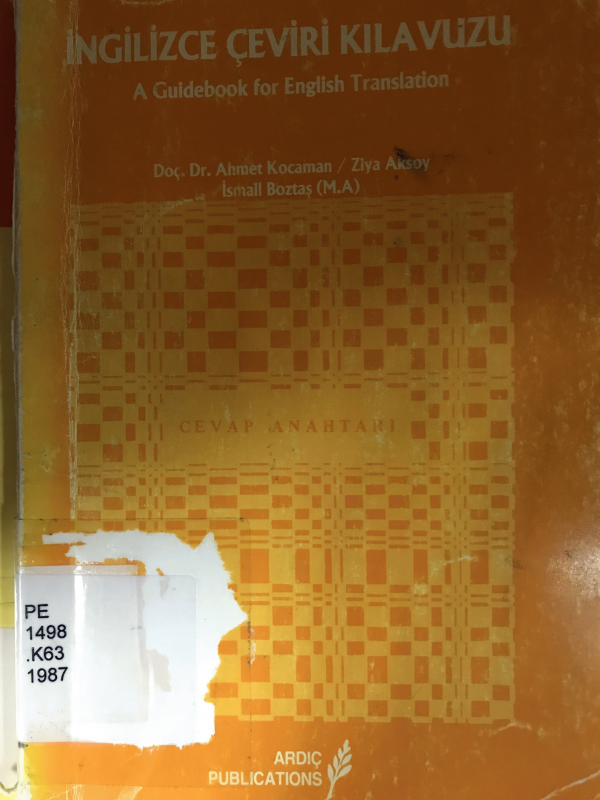 İNGİLİZCE ÇEVİRİ KILAVUZU
A Guidebook for English Translation
Doç. Dr. Ahmet Kocaman / Ziya Aksoy
İsmail Boztaş (M.A)
CEVAP ANAHTARI
PE
1498
.K63
1987
ARDIÇ
PUBLICATIONS